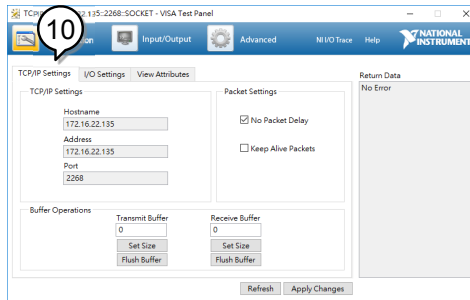 TCPIP 2.135::2268::SOCKET - VISA Test Panel
10
on
Input/Output
Advanced
NI I/O Trace
Help
NATIONAL INSTRUMENTS
TCP/IP Settings
I/O Settings
View Attributes
Return Data
TCP/IP Settings
Packet Settings
No Error
Hostname
172.16.22.135
No Packet Delay
Address
172.16.22.135
Keep Alive Packets
Port
2268
Buffer Operations
Transmit Buffer
Receive Buffer
0
0
Set Size
Set Size
Flush Buffer
Flush Buffer
Refresh
Apply Changes